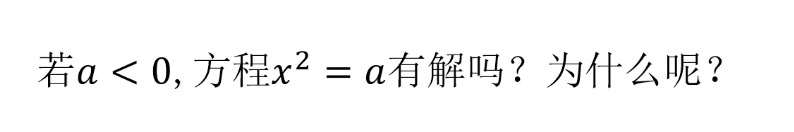 若a < 0, 方程x² = a有解吗？为什么呢？